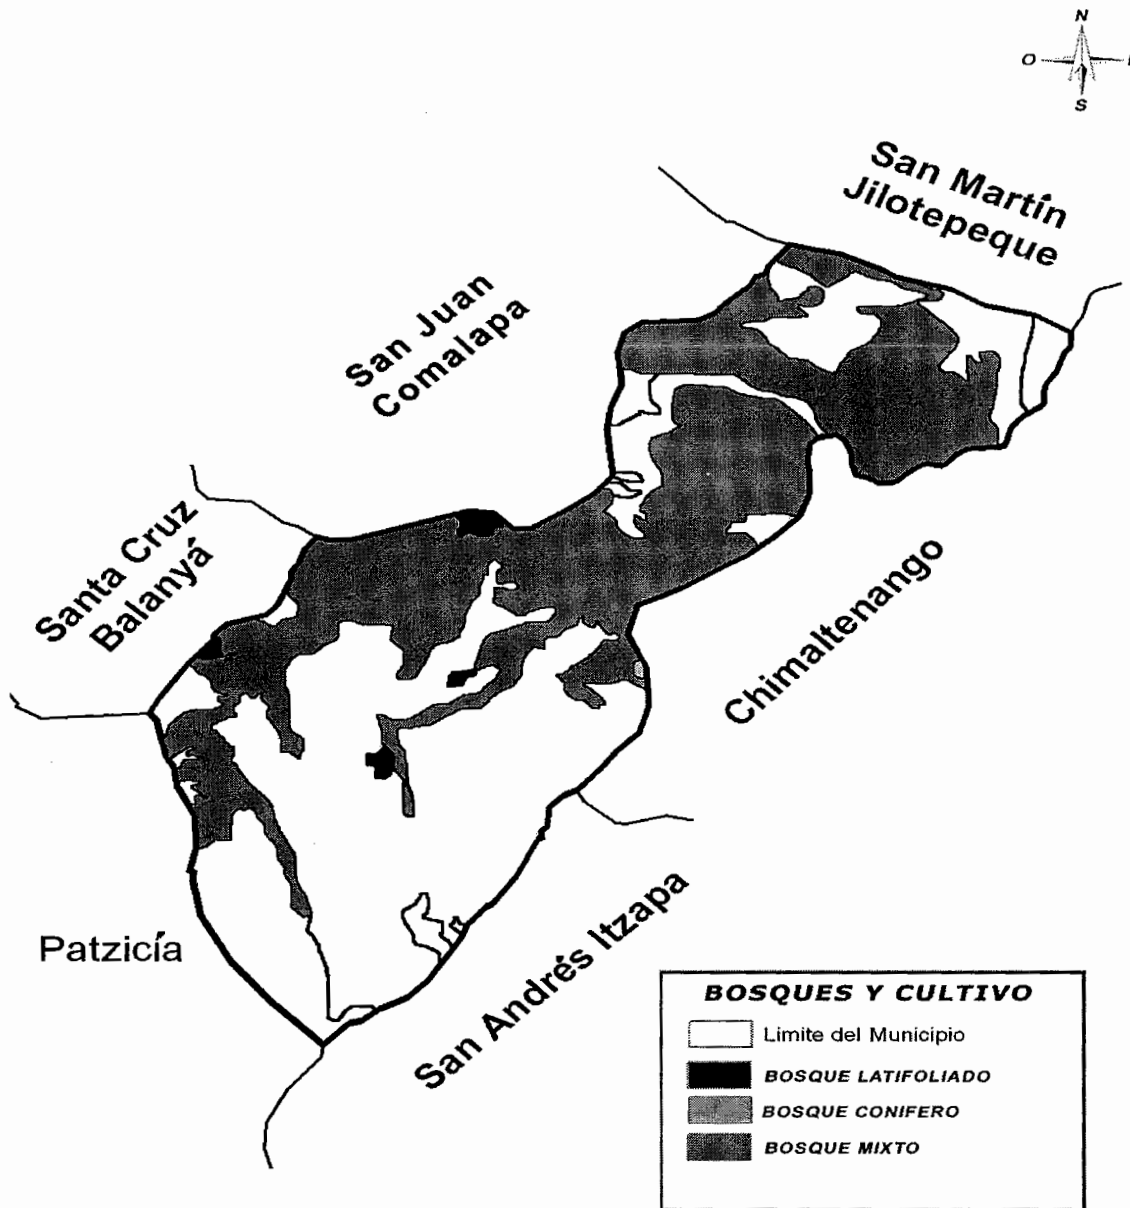 N
O
S
San Martín
Jilotepeque
San Juan
Comalapa
Santa Cruz
Balanyá
Chimaltenango
Patzicía
San Andrés Itzapa
BOSQUES Y CULTIVO
Limite del Municipio
BOSQUE LATIFOLIADO
BOSQUE CONIFERO
BOSQUE MIXTO